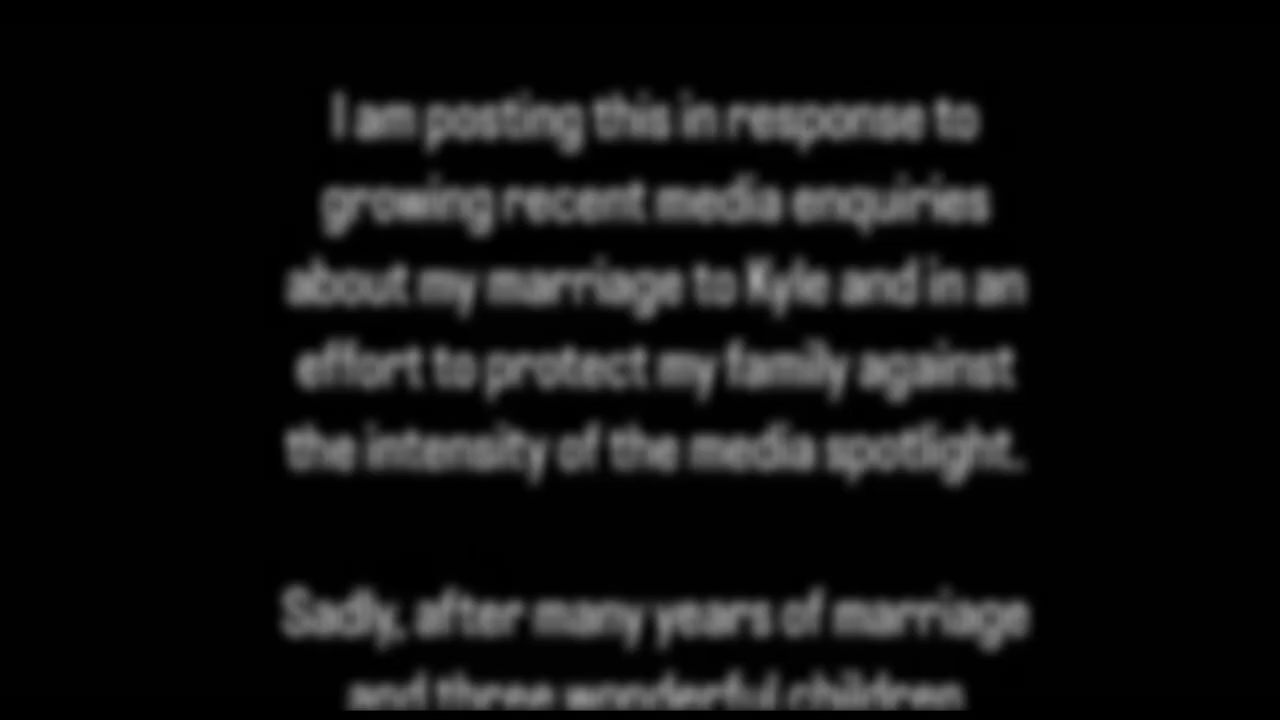 I am posting this in response to
growing recent media enquiries
about my marriage to Kyle and in an
effort to protect my family against
the intensity of the media spotlight.
Sadly, after many years of marriage
and three wonderful children